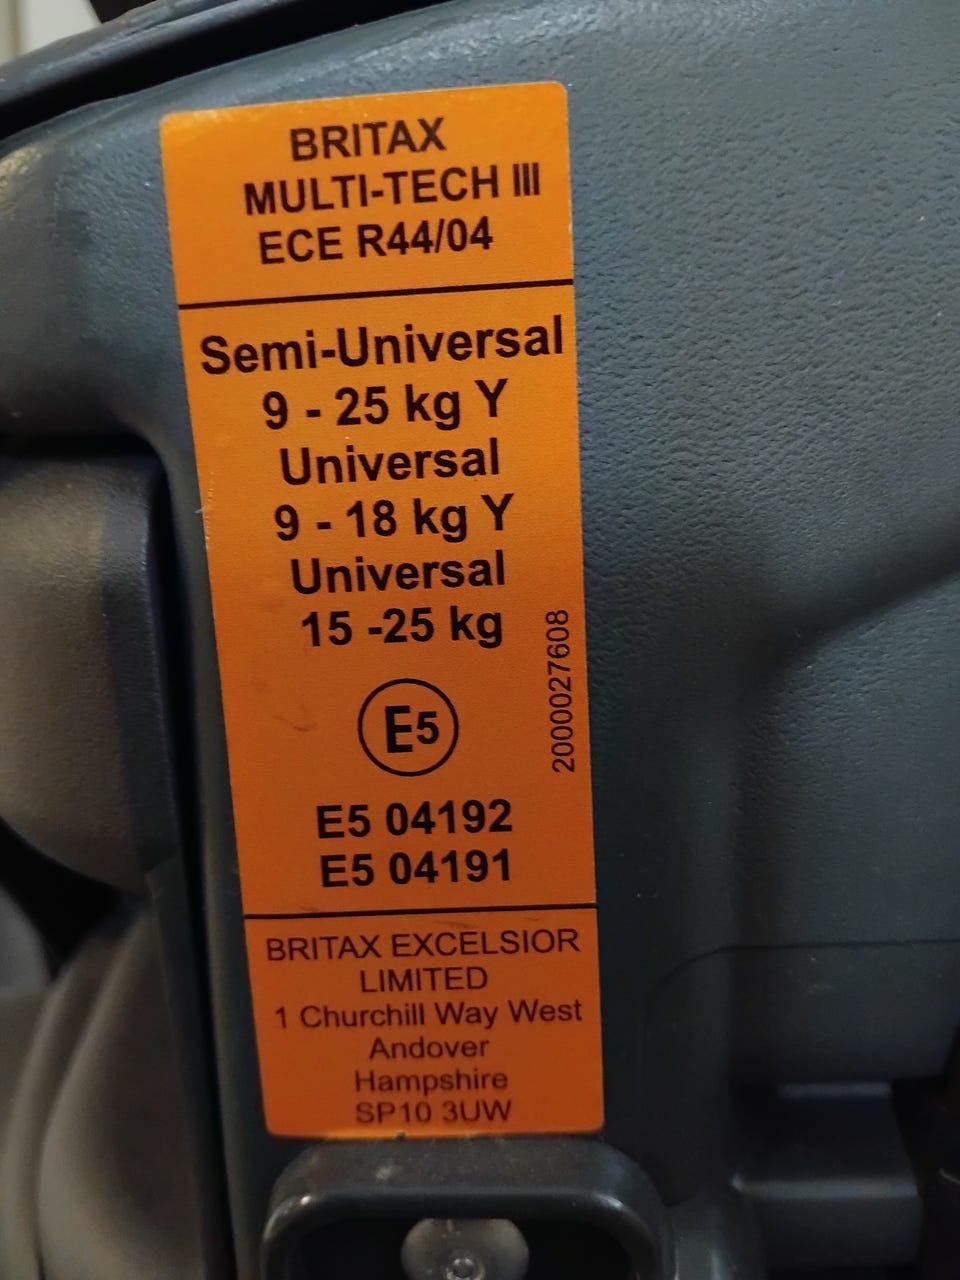 BRITAX
MULTI-TECH III
ECE R44/04
Semi-Universal
9 - 25 kg Y
Universal
9 - 18 kg Y
Universal
15 -25 kg
2000027608
E5
E5 04192
E5 04191
BRITAX EXCELSIOR
LIMITED
1 Churchill Way West
Andover
Hampshire
SP10 3UW